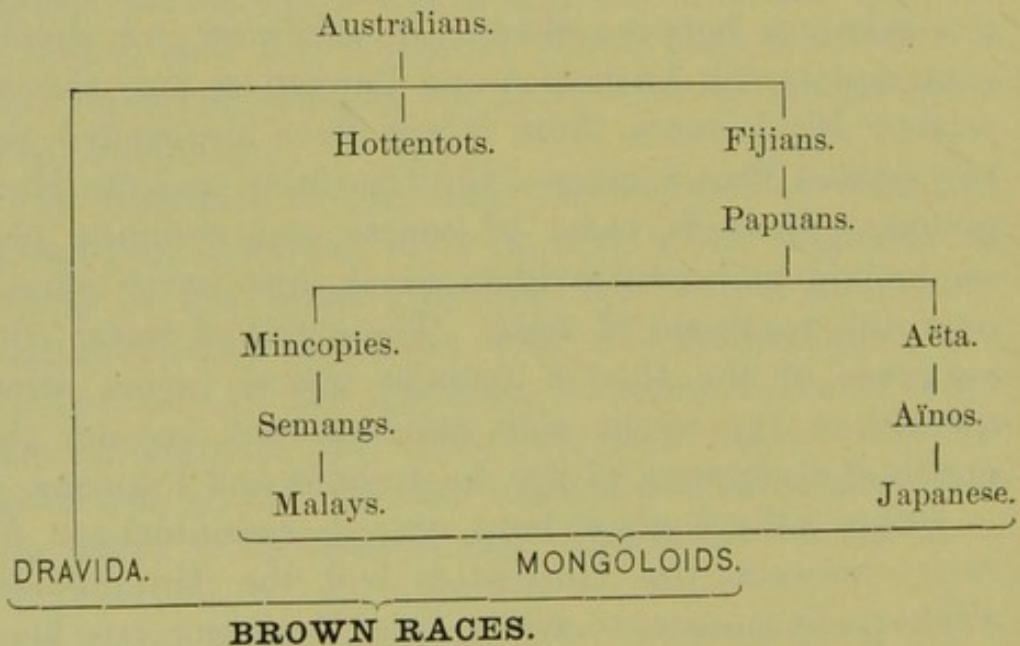 Australians.
Hottentots. Fijians.
Papuans.
Mincopies. Aëta.
Semangs. Aïnos.
Malays. Japanese.
DRAVIDA. MONGOLOIDS.
BROWN RACES.